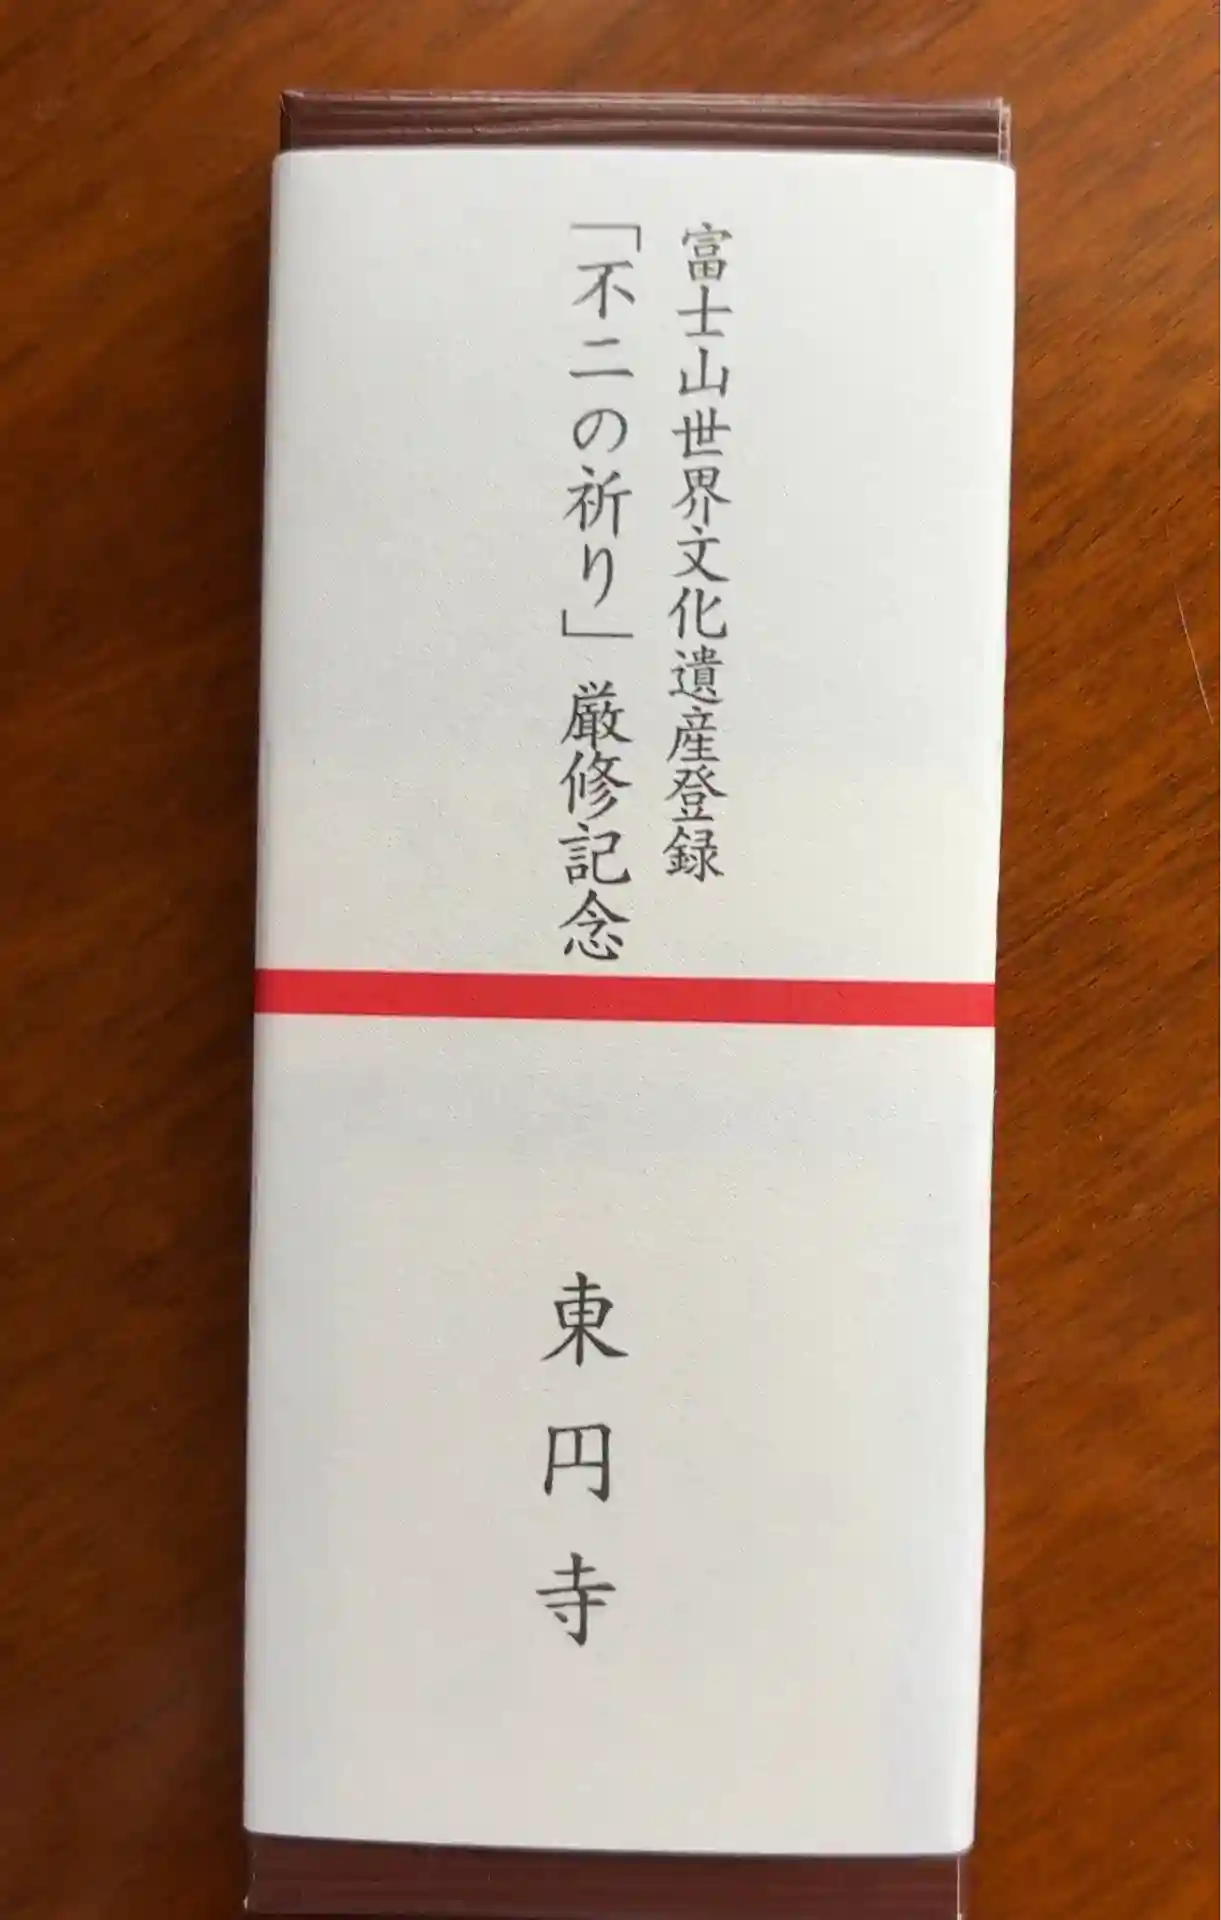 富士山世界文化遺産登録
「不二の祈り」厳修記念
東円寺